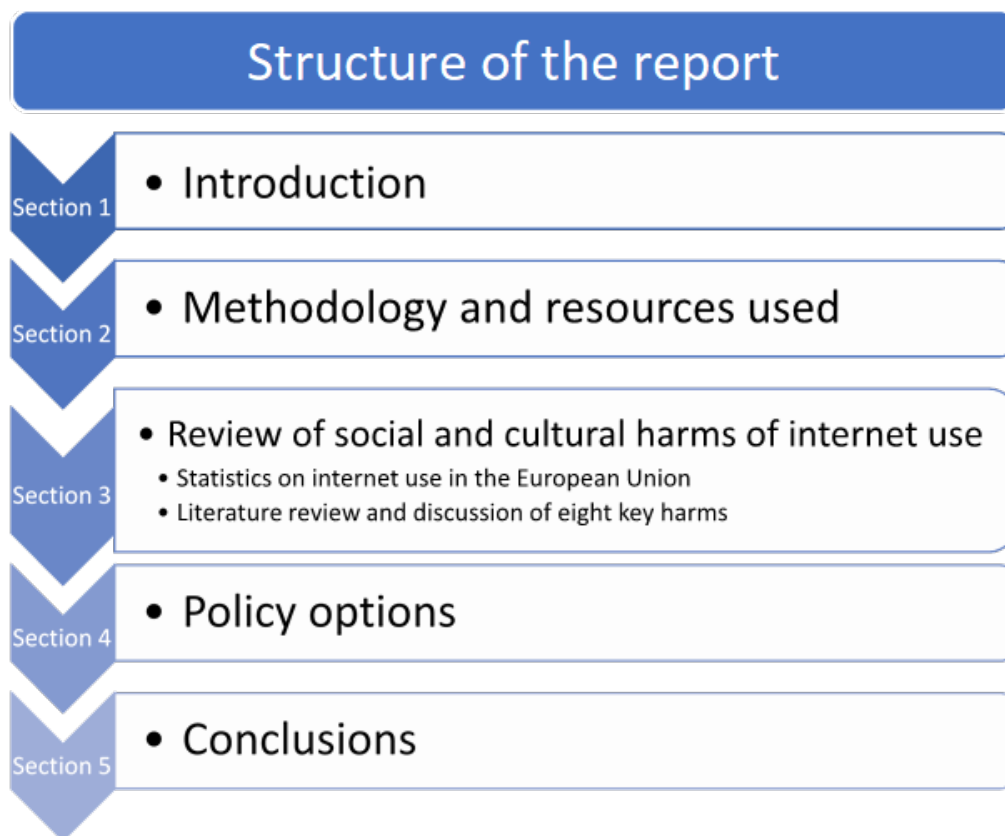 Structure of the report
Section 1
• Introduction
Section 2
• Methodology and resources used
Section 3
• Review of social and cultural harms of internet use
• Statistics on internet use in the European Union
• Literature review and discussion of eight key harms
Section 4
• Policy options
Section 5
• Conclusions